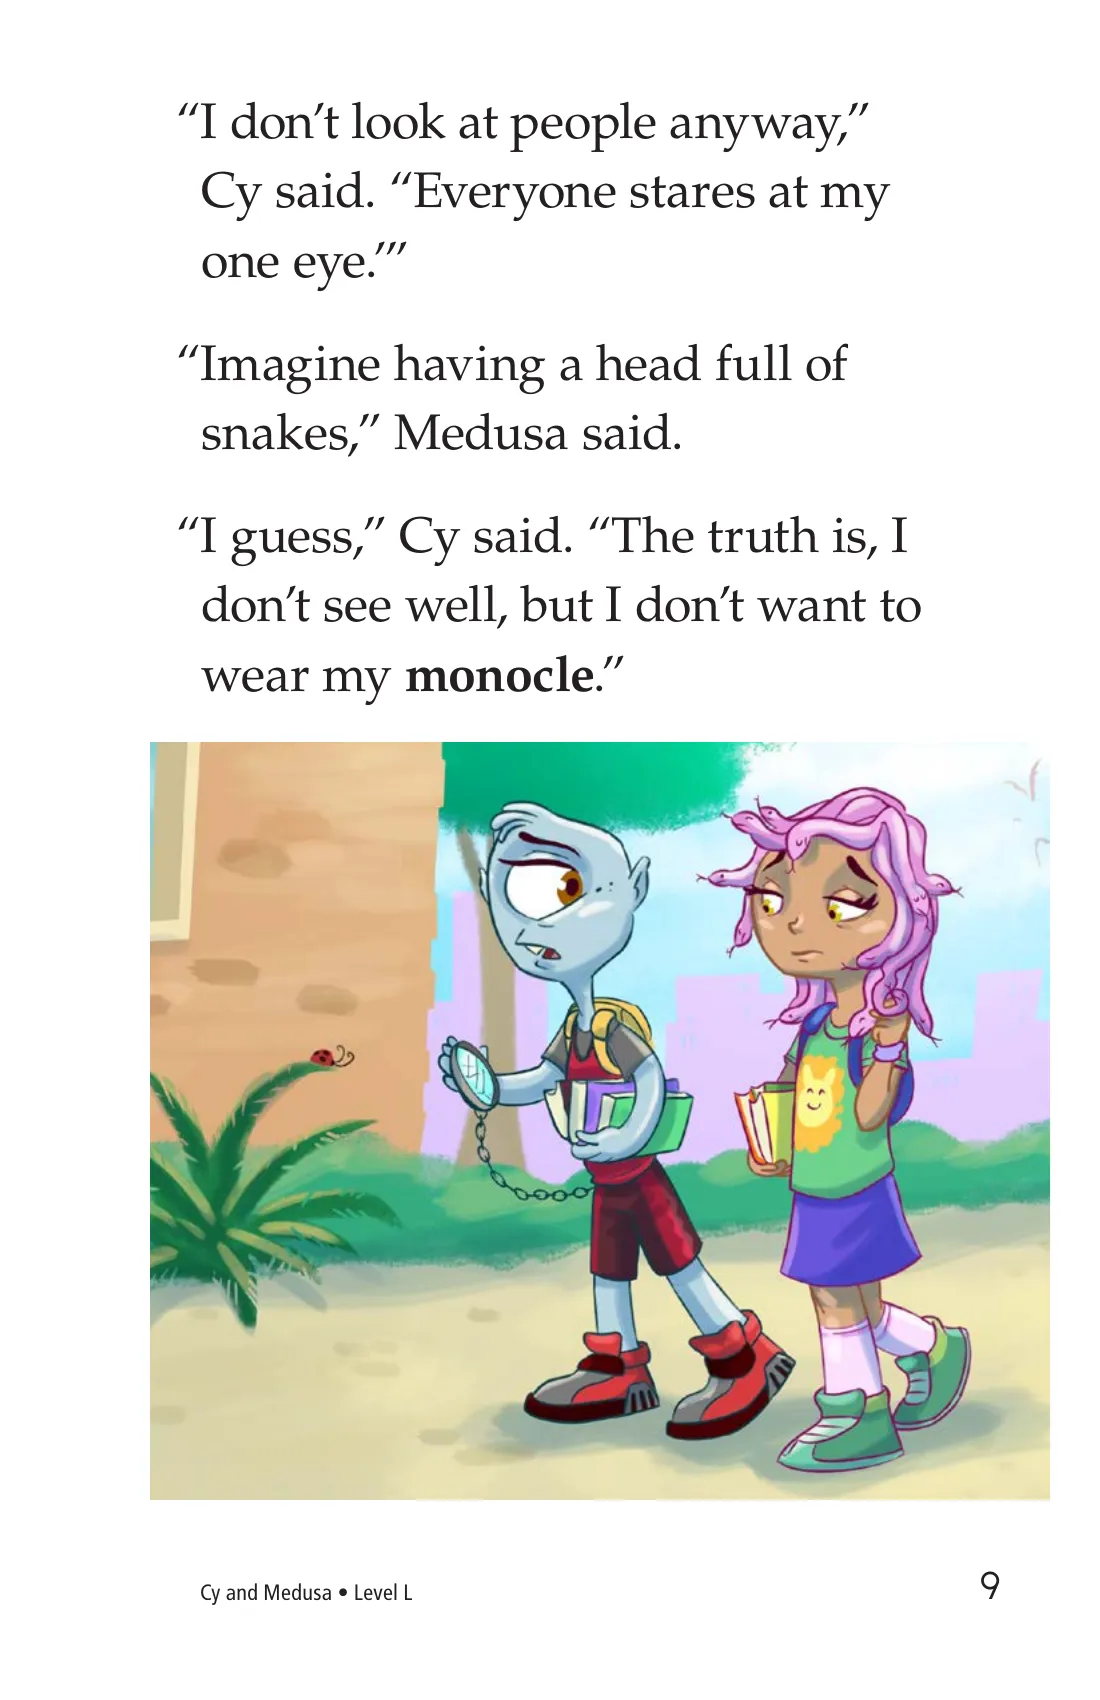 “I don’t look at people anyway,”
Cy said. “Everyone stares at my
one eye.’”
“Imagine having a head full of
snakes,” Medusa said.
“I guess,” Cy said. “The truth is, I
don’t see well, but I don’t want to
wear my monocle.”
Cy and Medusa • Level L
9